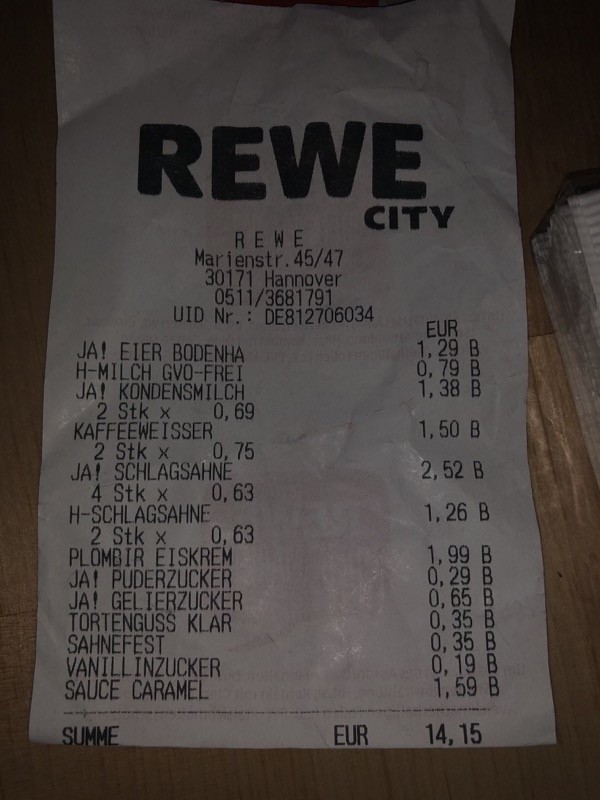 REWE
CITY
R E W E
Marienstr.45/47
30171 Hannover
0511/3681791
UID Nr.: DE812706034
EUR
JA! EIER BODENHA 1,29 B
H-MILCH GVO-FREI 0,79 B
JA! KONDENSMILCH 1,38 B
2 Stk x 0,69
KAFFEEWEISSER 1,50 B
2 Stk x 0,75
JA! SCHLAGSAHNE 2,52 B
4 Stk x 0,63
H-SCHLAGSAHNE 1,26 B
2 Stk x 0,63
PLOMBIR EISKREM 1,99 B
JA! PUDERZUCKER 0,29 B
JA! GELIERZUCKER 0,65 B
TORTENGUSS KLAR 0,35 B
SAHNEFEST 0,35 B
VANILLINZUCKER 0,19 B
SAUCE CARAMEL 1,59 B
SUMME EUR 14,15